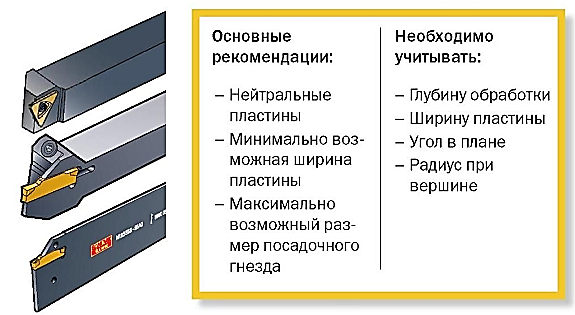 Основные
рекомендации:
– Нейтральные
пластины
– Минимально воз-
можная ширина
пластины
– Максимально
возможный раз-
мер посадочного
гнезда
Необходимо
учитывать:
– Глубину обработки
– Ширину пластины
– Угол в плане
– Радиус при
вершине